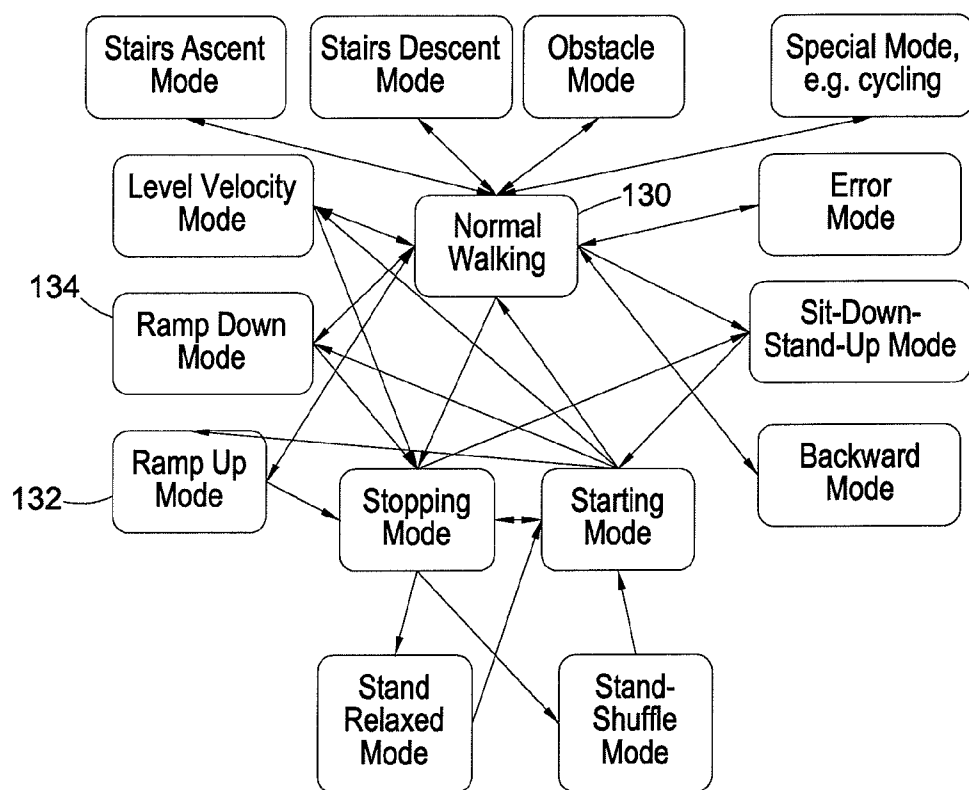 Stairs Ascent
Mode
Stairs Descent
Mode
Obstacle
Mode
Special Mode,
e.g. cycling
Level Velocity
Mode
130
Normal
Walking
Error
Mode
134
Ramp Down
Mode
Sit-Down-
Stand-Up Mode
132
Ramp Up
Mode
Stopping
Mode
Starting
Mode
Backward
Mode
Stand
Relaxed
Mode
Stand-
Shuffle
Mode